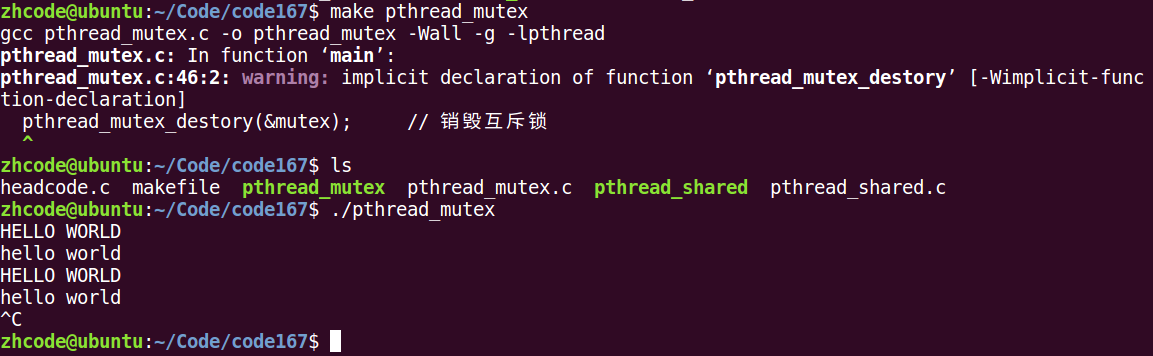 zhcode@ubuntu:~/Code/code167$ make pthread_mutex
gcc pthread_mutex.c -o pthread_mutex -Wall -g -lpthread
pthread_mutex.c: In function ‘main’:
pthread_mutex.c:46:2: warning: implicit declaration of function ‘pthread_mutex_destory’ [-Wimplicit-func
tion-declaration]
  pthread_mutex_destory(&mutex);     // 销毁互斥锁
  ^
zhcode@ubuntu:~/Code/code167$ ls
headcode.c  makefile  pthread_mutex  pthread_mutex.c  pthread_shared  pthread_shared.c
zhcode@ubuntu:~/Code/code167$ ./pthread_mutex
HELLO WORLD
hello world
HELLO WORLD
hello world
^C
zhcode@ubuntu:~/Code/code167$